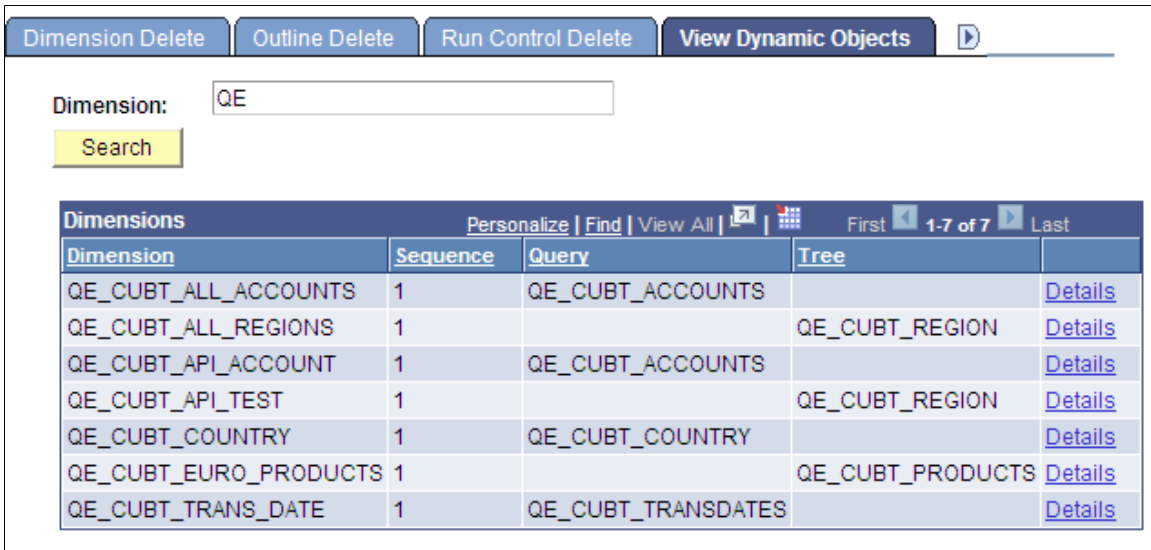 Dimension Delete Outline Delete Run Control Delete View Dynamic Objects
Dimension: QE
Search
Dimensions Personalize | Find | View All | | First 1-7 of 7 Last
Dimension Sequence Query Tree
QE_CUBT_ALL_ACCOUNTS 1 QE_CUBT_ACCOUNTS Details
QE_CUBT_ALL_REGIONS 1 QE_CUBT_REGION Details
QE_CUBT_API_ACCOUNT 1 QE_CUBT_ACCOUNTS Details
QE_CUBT_API_TEST 1 QE_CUBT_REGION Details
QE_CUBT_COUNTRY 1 QE_CUBT_COUNTRY Details
QE_CUBT_EURO_PRODUCTS 1 QE_CUBT_PRODUCTS Details
QE_CUBT_TRANS_DATE 1 QE_CUBT_TRANSDATES Details